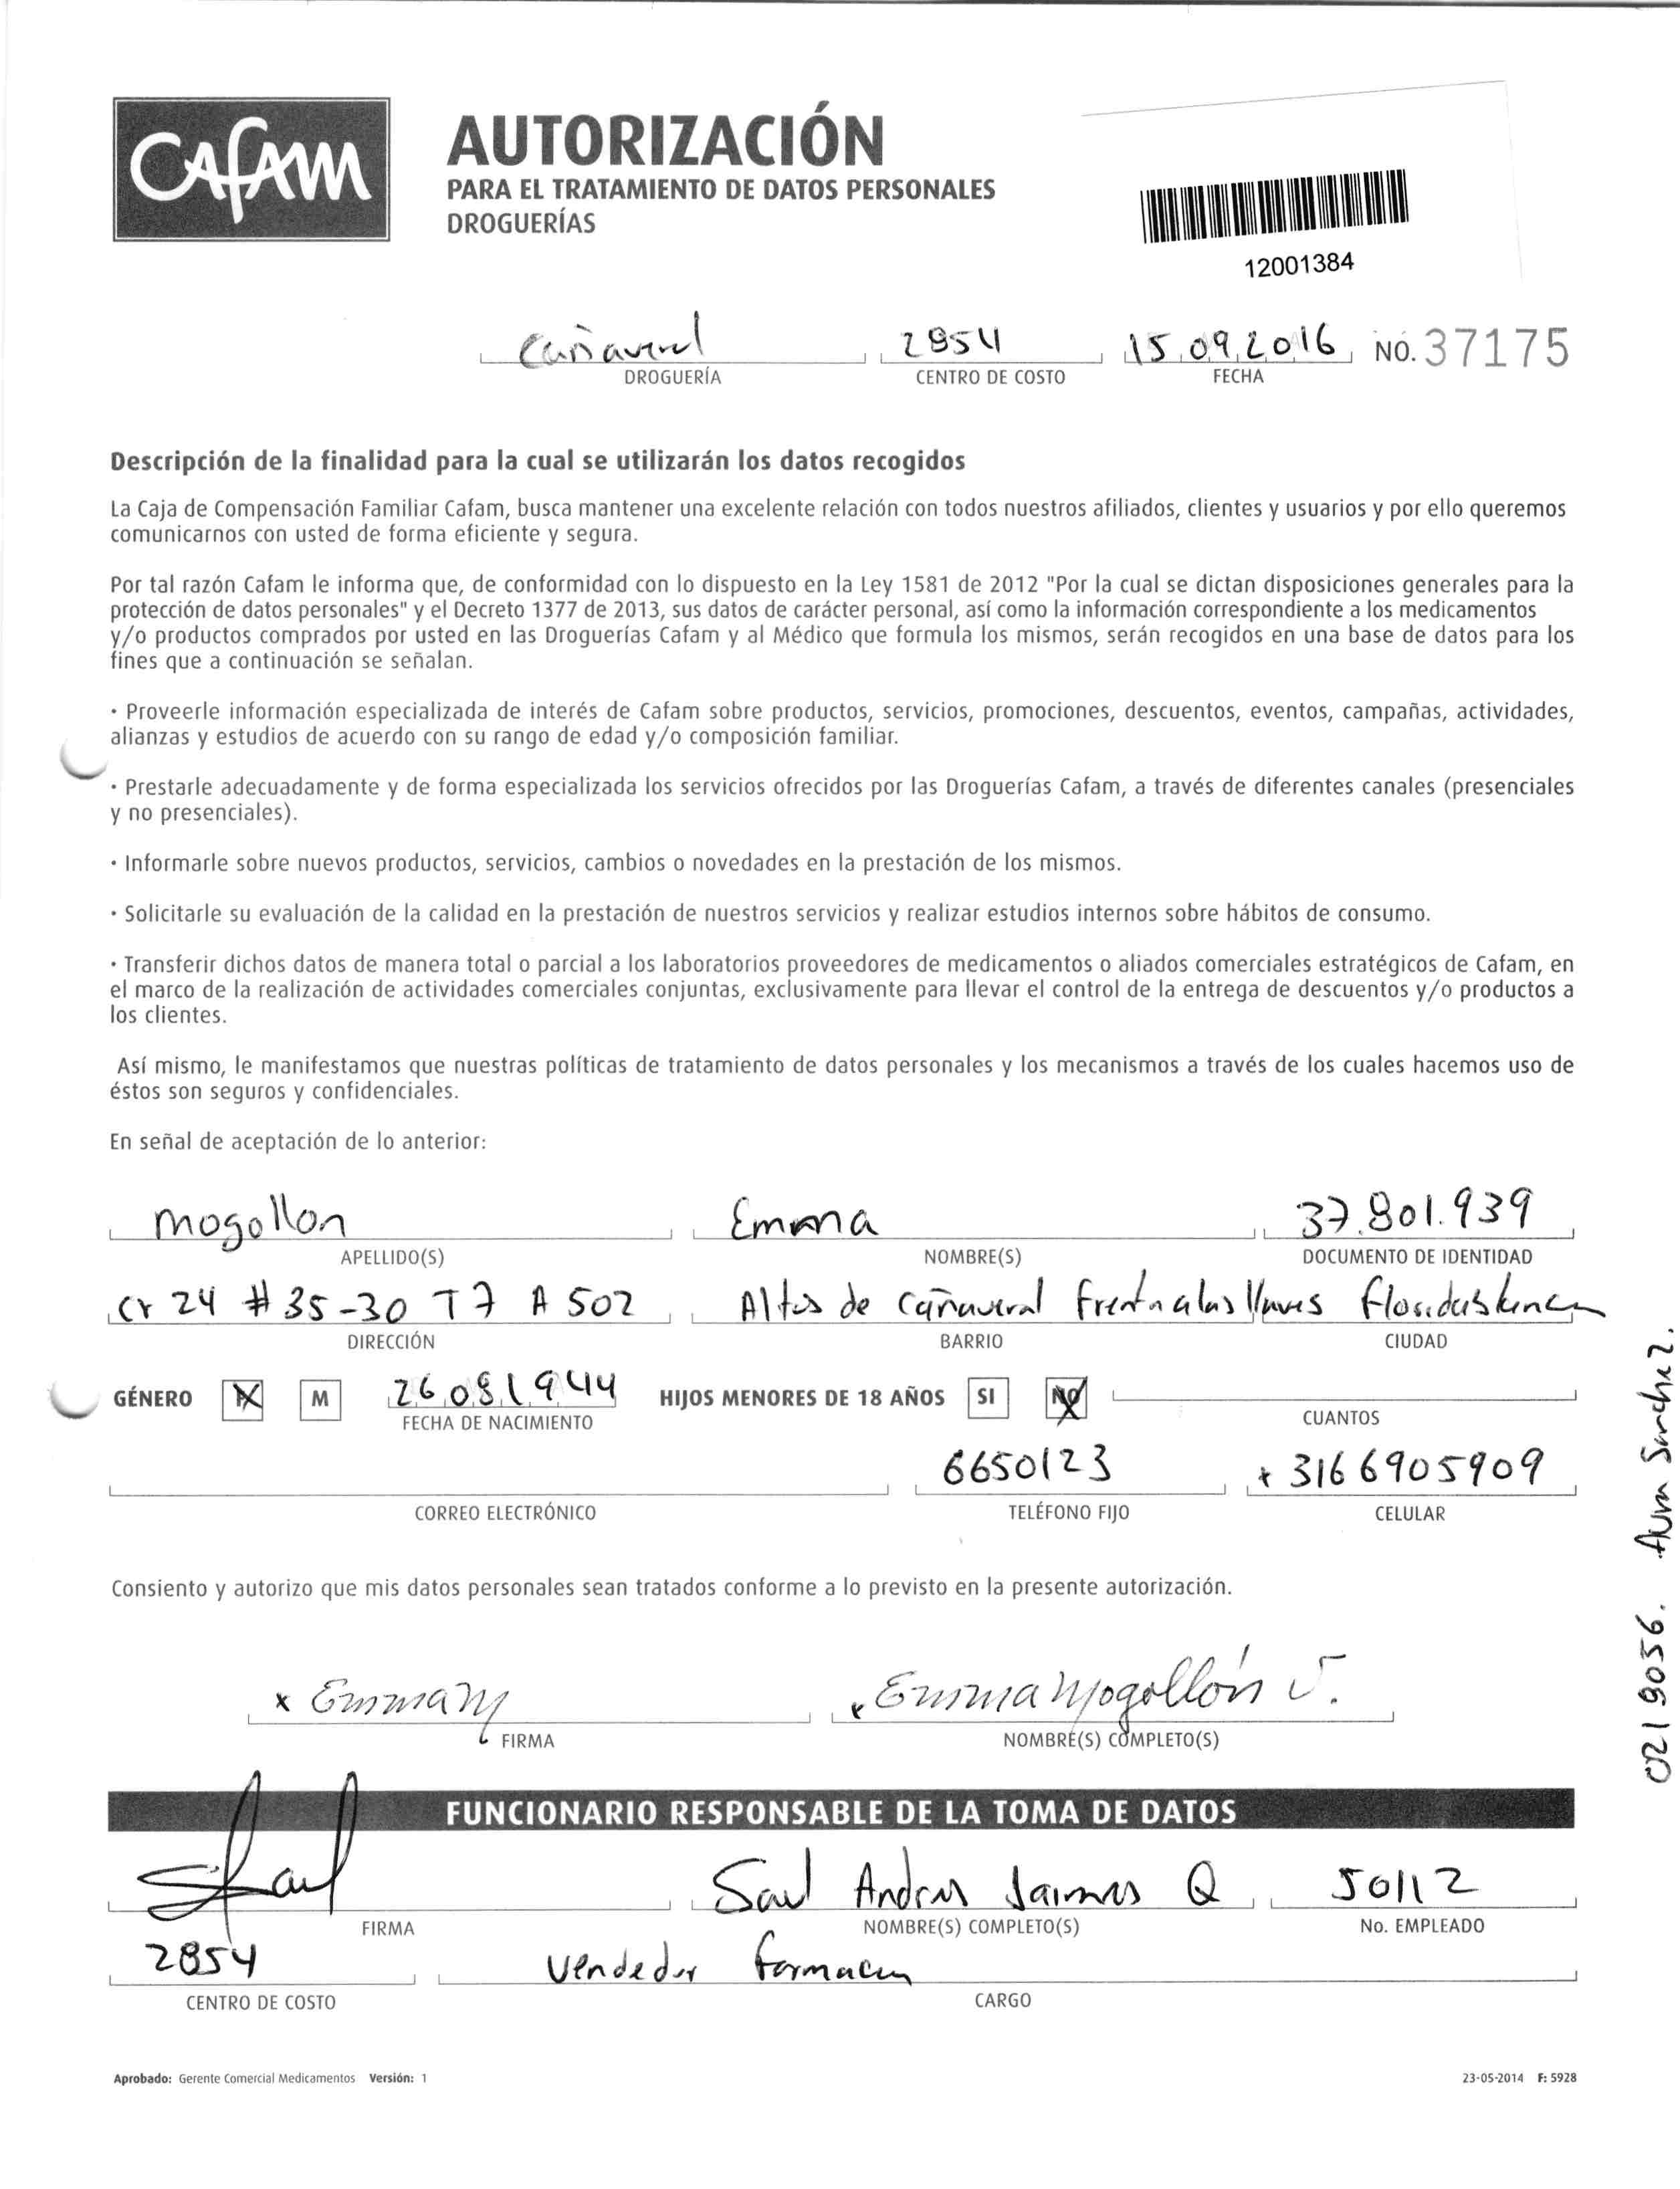 CAFAM
AUTORIZACIÓN
PARA EL TRATAMIENTO DE DATOS PERSONALES
DROGUERÍAS
12001384
Cañaveral 2854 15.09.2016 NO. 37175
DROGUERÍA CENTRO DE COSTO FECHA
Descripción de la finalidad para la cual se utilizarán los datos recogidos
La Caja de Compensación Familiar Cafam, busca mantener una excelente relación con todos nuestros afiliados, clientes y usuarios y por ello queremos
comunicarnos con usted de forma eficiente y segura.
Por tal razón Cafam le informa que, de conformidad con lo dispuesto en la Ley 1581 de 2012 "Por la cual se dictan disposiciones generales para la
protección de datos personales" y el Decreto 1377 de 2013, sus datos de carácter personal, así como la información correspondiente a los medicamentos
y/o productos comprados por usted en las Droguerías Cafam y al Médico que formula los mismos, serán recogidos en una base de datos para los
fines que a continuación se señalan.
· Proveerle información especializada de interés de Cafam sobre productos, servicios, promociones, descuentos, eventos, campañas, actividades,
alianzas y estudios de acuerdo con su rango de edad y/o composición familiar.
· Prestarle adecuadamente y de forma especializada los servicios ofrecidos por las Droguerías Cafam, a través de diferentes canales (presenciales
y no presenciales).
· Informarle sobre nuevos productos, servicios, cambios o novedades en la prestación de los mismos.
· Solicitarle su evaluación de la calidad en la prestación de nuestros servicios y realizar estudios internos sobre hábitos de consumo.
· Transferir dichos datos de manera total o parcial a los laboratorios proveedores de medicamentos o aliados comerciales estratégicos de Cafam, en
el marco de la realización de actividades comerciales conjuntas, exclusivamente para llevar el control de la entrega de descuentos y/o productos a
los clientes.
Así mismo, le manifestamos que nuestras políticas de tratamiento de datos personales y los mecanismos a través de los cuales hacemos uso de
éstos son seguros y confidenciales.
En señal de aceptación de lo anterior:
Mogollon Emma 37.801.939
APELLIDO(S) NOMBRE(S) DOCUMENTO DE IDENTIDAD
Cr 24 # 35-30 T7 A 502 Altos de Cañaveral Frente a las llaves Floridablanca
DIRECCIÓN BARRIO CIUDAD
GÉNERO M 26081944 HIJOS MENORES DE 18 AÑOS SI NO
FECHA DE NACIMIENTO CUANTOS
6650123 x 3166905909
CORREO ELECTRÓNICO TELÉFONO FIJO CELULAR
Consiento y autorizo que mis datos personales sean tratados conforme a lo previsto en la presente autorización.
x Emma M x Emma Mogollón J.
FIRMA NOMBRE(S) COMPLETO(S)
FUNCIONARIO RESPONSABLE DE LA TOMA DE DATOS
Saul Andres Jaimes Q 50112
FIRMA NOMBRE(S) COMPLETO(S) No. EMPLEADO
2854 Vendedor Farmacia
CENTRO DE COSTO CARGO
Aprobado: Gerente Comercial Medicamentos Versión: 1 23-05-2014 F: 5928
0219056. Sanchez.